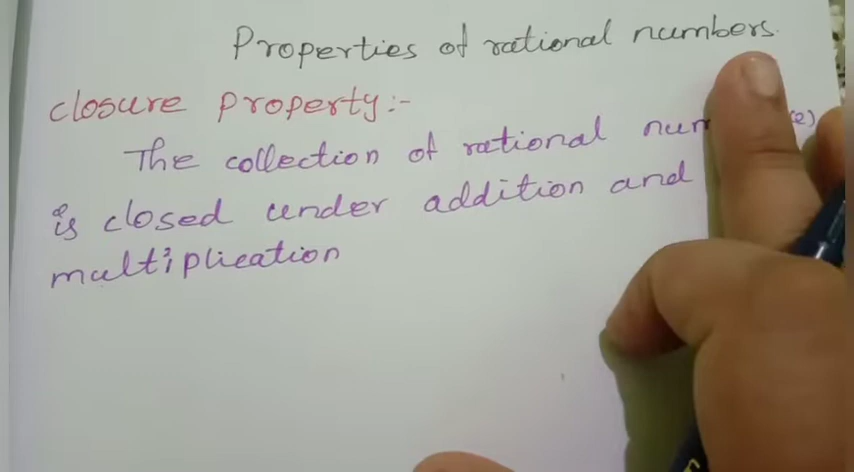 Properties of rational numbers.
closure property:-
The collection of rational
is closed under addition and
multiplication